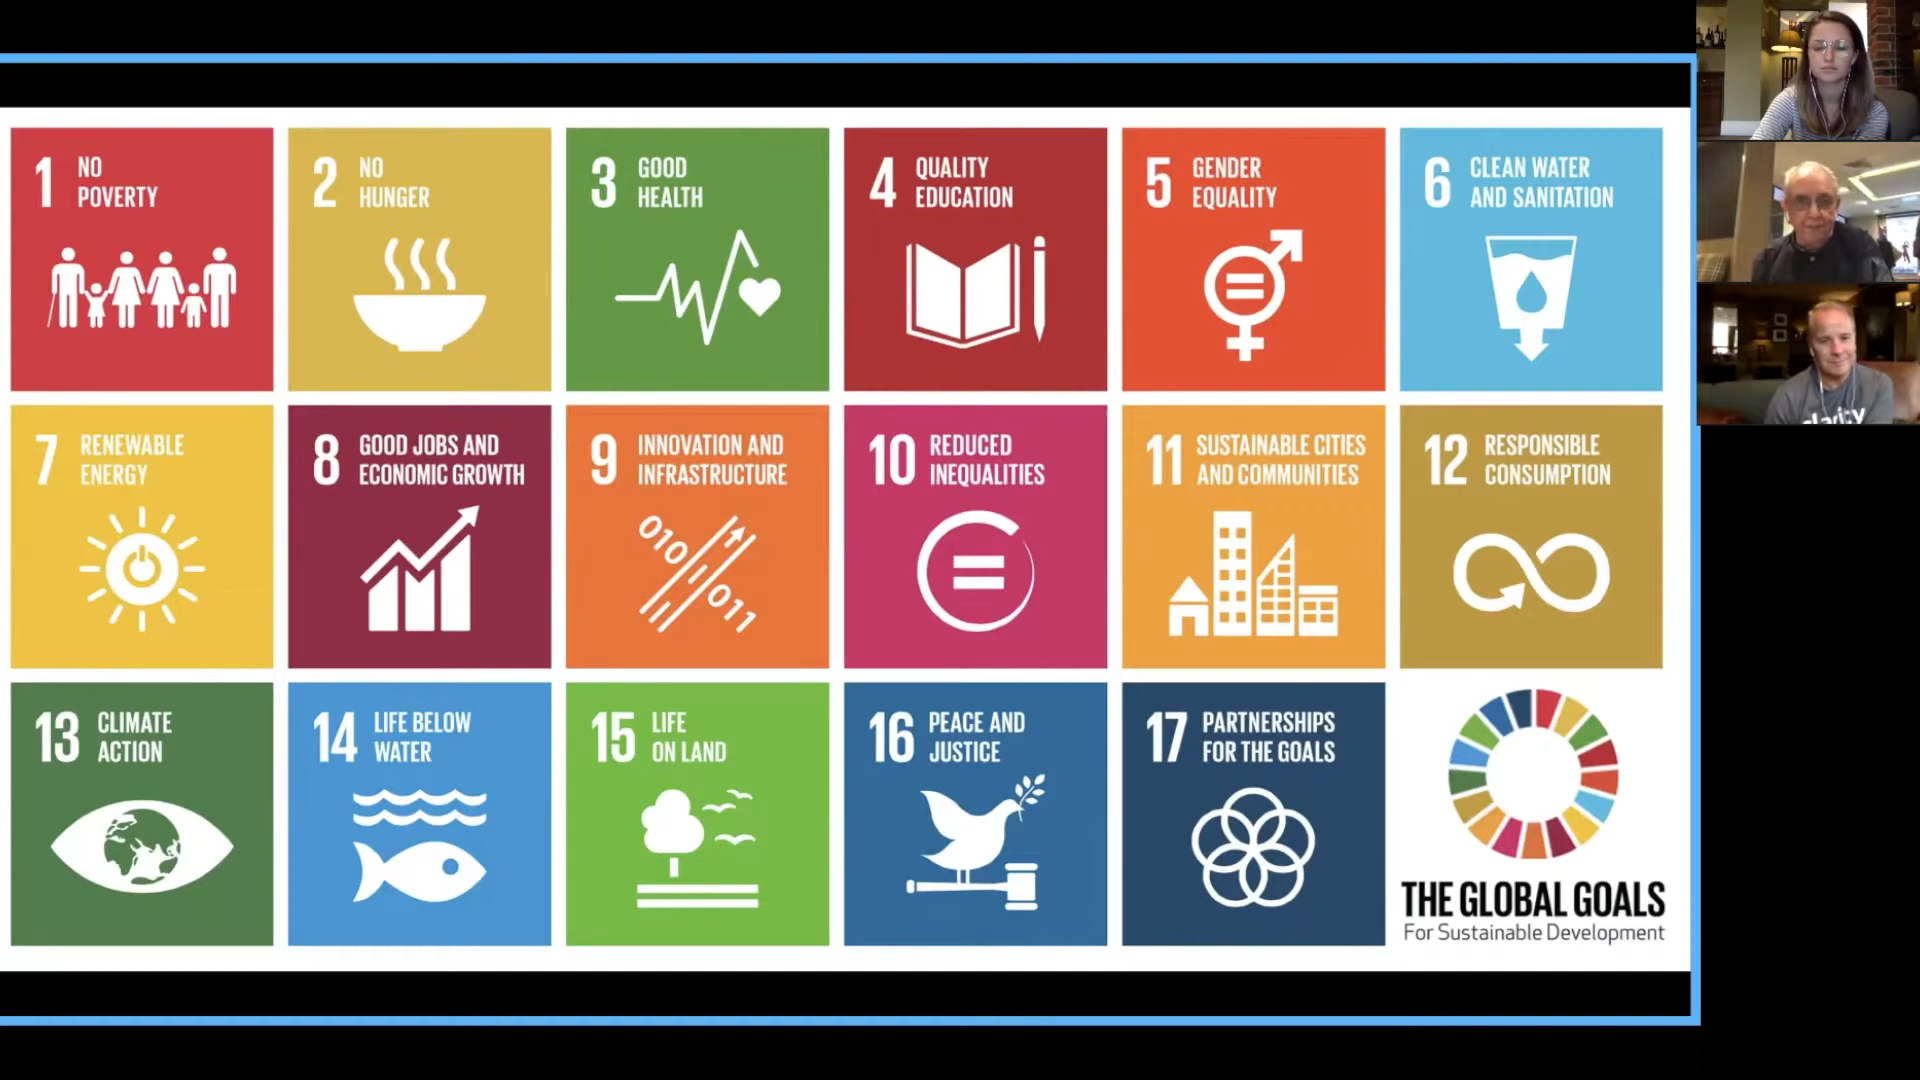 1 NO
POVERTY
2 NO
HUNGER
3 GOOD
HEALTH
4 QUALITY
EDUCATION
5 GENDER
EQUALITY
6 CLEAN WATER
AND SANITATION
7 RENEWABLE
ENERGY
8 GOOD JOBS AND
ECONOMIC GROWTH
9 INNOVATION AND
INFRASTRUCTURE
010
011
10 REDUCED
INEQUALITIES
11 SUSTAINABLE CITIES
AND COMMUNITIES
12 RESPONSIBLE
CONSUMPTION
13 CLIMATE
ACTION
14 LIFE BELOW
WATER
15 LIFE
ON LAND
16 PEACE AND
JUSTICE
17 PARTNERSHIPS
FOR THE GOALS
THE GLOBAL GOALS
For Sustainable Development